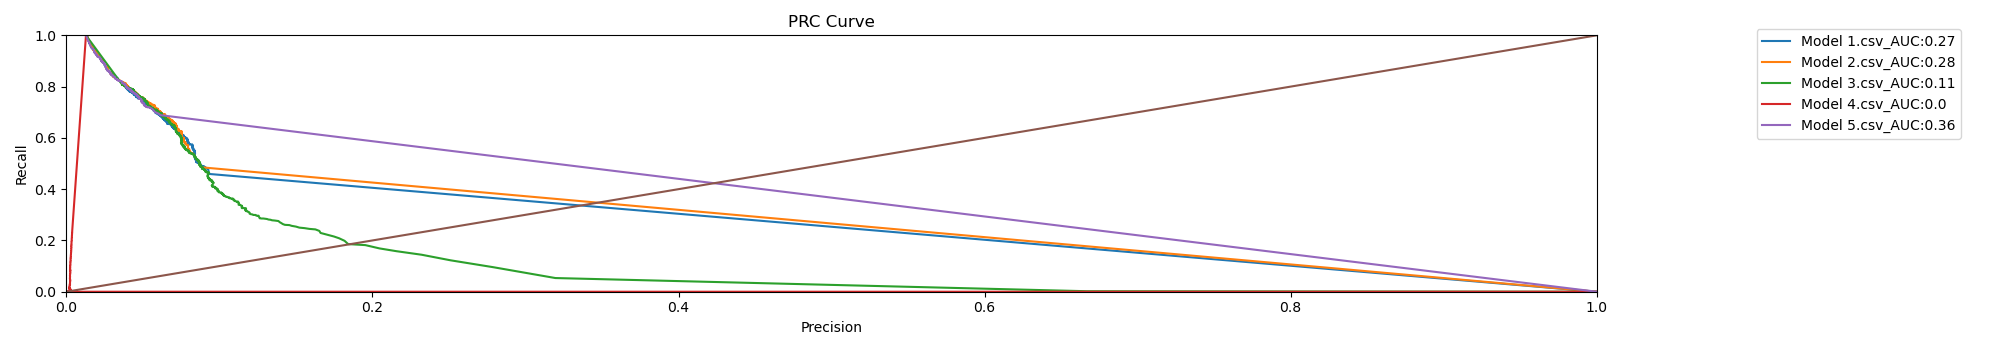 PRC Curve
Model 1.csv_AUC:0.27
Model 2.csv_AUC:0.28
Model 3.csv_AUC:0.11
Model 4.csv_AUC:0.0
Model 5.csv_AUC:0.36
Recall
1.0
0.8
0.6
0.4
0.2
0.0
0.0 0.2 0.4 0.6 0.8 1.0
Precision